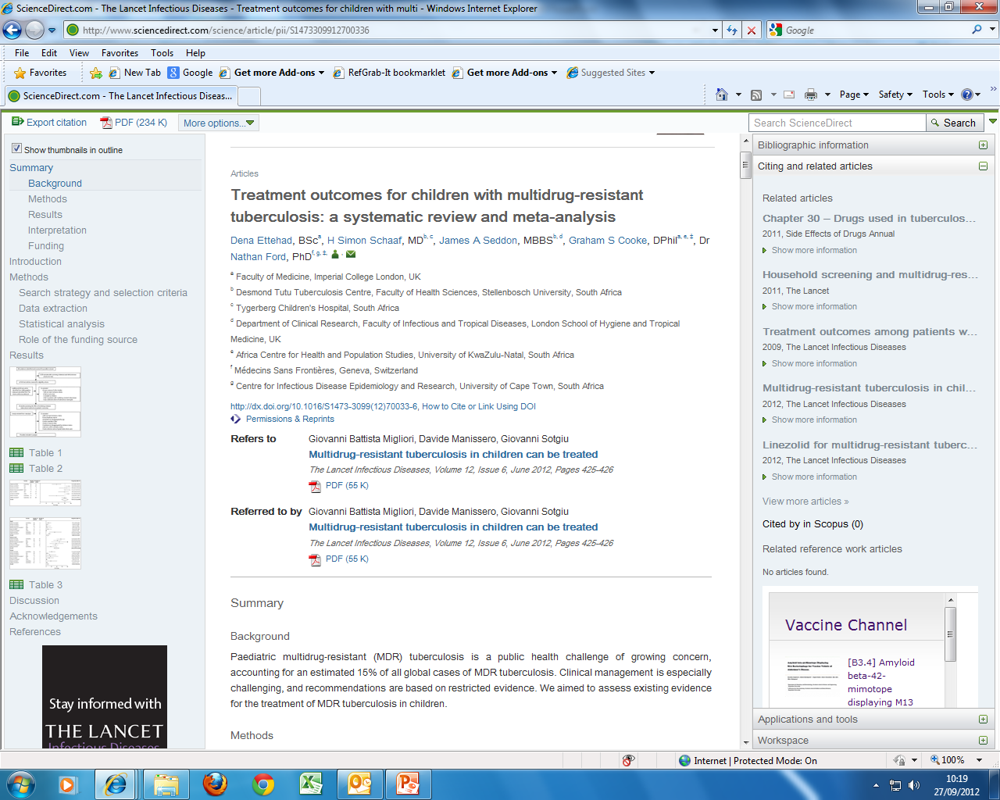 ScienceDirect.com - The Lancet Infectious Diseases - Treatment outcomes for children with multi - Windows Internet Explorer
http://www.sciencedirect.com/science/article/pii/S1473309912700336
Google
File Edit View Favorites Tools Help
Favorites New Tab Google Get more Add-ons RefGrab-It bookmarklet Get more Add-ons Suggested Sites
ScienceDirect.com - The Lancet Infectious Diseas...
Page Safety Tools
Export citation PDF (234 K) More options...
Search ScienceDirect Search
Show thumbnails in outline
Summary
Background
Methods
Results
Interpretation
Funding
Introduction
Methods
Search strategy and selection criteria
Data extraction
Statistical analysis
Role of the funding source
Results
Table 1
Table 2
Table 3
Discussion
Acknowledgements
References
Stay informed with
THE LANCET
Infectious Diseases
Articles
Treatment outcomes for children with multidrug-resistant
tuberculosis: a systematic review and meta-analysis
Dena Ettehad, BSca, H Simon Schaaf, MDb, c, James A Seddon, MBBSb, d, Graham S Cooke, DPhila, e, ‡, Dr
Nathan Ford, PhDf, g, ‡,
a Faculty of Medicine, Imperial College London, UK
b Desmond Tutu Tuberculosis Centre, Faculty of Health Sciences, Stellenbosch University, South Africa
c Tygerberg Children's Hospital, South Africa
d Department of Clinical Research, Faculty of Infectious and Tropical Diseases, London School of Hygiene and Tropical
Medicine, UK
e Africa Centre for Health and Population Studies, University of KwaZulu-Natal, South Africa
f Médecins Sans Frontières, Geneva, Switzerland
g Centre for Infectious Disease Epidemiology and Research, University of Cape Town, South Africa
http://dx.doi.org/10.1016/S1473-3099(12)70033-6, How to Cite or Link Using DOI
Permissions & Reprints
Refers to Giovanni Battista Migliori, Davide Manissero, Giovanni Sotgiu
Multidrug-resistant tuberculosis in children can be treated
The Lancet Infectious Diseases, Volume 12, Issue 6, June 2012, Pages 425-426
PDF (55 K)
Referred to by Giovanni Battista Migliori, Davide Manissero, Giovanni Sotgiu
Multidrug-resistant tuberculosis in children can be treated
The Lancet Infectious Diseases, Volume 12, Issue 6, June 2012, Pages 425-426
PDF (55 K)
Summary
Background
Paediatric multidrug-resistant (MDR) tuberculosis is a public health challenge of growing concern,
accounting for an estimated 15% of all global cases of MDR tuberculosis. Clinical management is especially
challenging, and recommendations are based on restricted evidence. We aimed to assess existing evidence
for the treatment of MDR tuberculosis in children.
Methods
Bibliographic information
Citing and related articles
Related articles
Chapter 30 – Drugs used in tuberculos...
2011, Side Effects of Drugs Annual
Show more information
Household screening and multidrug-res...
2011, The Lancet
Show more information
Treatment outcomes among patients w...
2009, The Lancet Infectious Diseases
Show more information
Multidrug-resistant tuberculosis in chil...
2012, The Lancet Infectious Diseases
Show more information
Linezolid for multidrug-resistant tuberc...
2012, The Lancet Infectious Diseases
Show more information
View more articles »
Cited by in Scopus (0)
Related reference work articles
No articles found.
Vaccine Channel
[B3.4] Amyloid
beta-42-
mimotope
displaying M13
Applications and tools
Workspace
Internet | Protected Mode: On
100%
10:19
27/09/2012